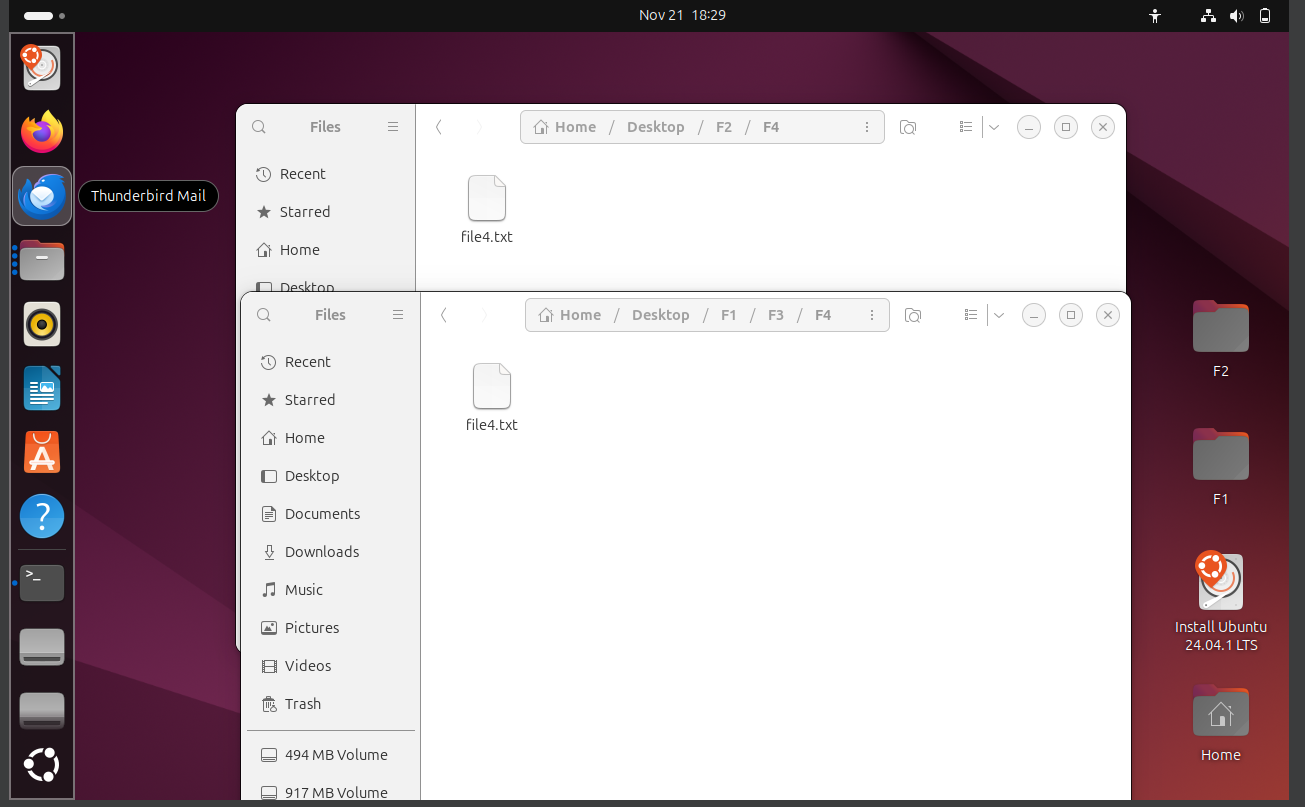 Nov 21 18:29
Thunderbird Mail
Files
Home / Desktop / F2 / F4
Recent
Starred
Home
Desktop
file4.txt
Files
Home / Desktop / F1 / F3 / F4
Recent
Starred
Home
Desktop
Documents
Downloads
Music
Pictures
Videos
Trash
494 MB Volume
917 MB Volume
file4.txt
F2
F1
Install Ubuntu
24.04.1 LTS
Home